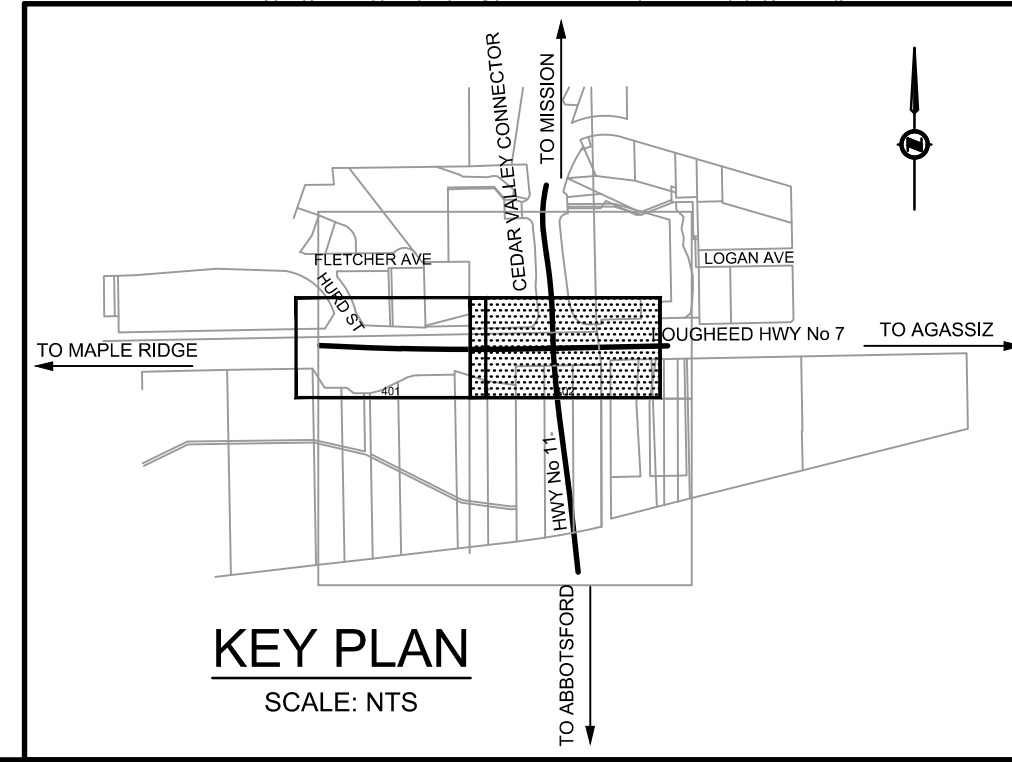 TO MISSION
CEDAR VALLEY CONNECTOR
FLETCHER AVE
LOGAN AVE
HURD ST
LOUGHEED HWY No 7
TO AGASSIZ
TO MAPLE RIDGE
401
402
HWY No 11
TO ABBOTSFORD
KEY PLAN
SCALE: NTS